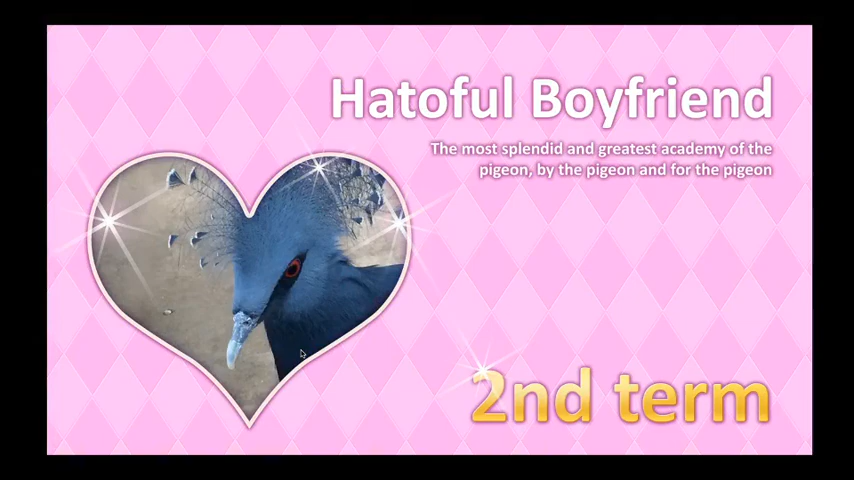 Hatoful Boyfriend
The most splendid and greatest academy of the
pigeon, by the pigeon and for the pigeon
2nd term